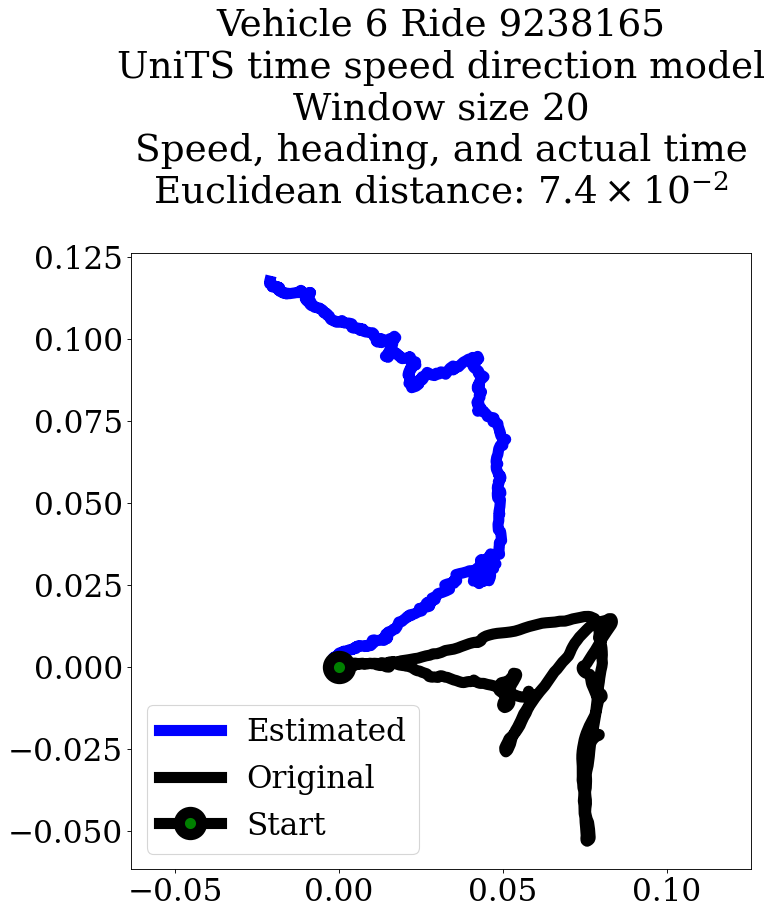 Vehicle 6 Ride 9238165
UniTS time speed direction model
Window size 20
Speed, heading, and actual time
Euclidean distance: 7.4 × 10⁻²
0.125
0.100
0.075
0.050
0.025
0.000
−0.025
−0.050
Estimated
Original
Start
−0.05 0.00 0.05 0.10